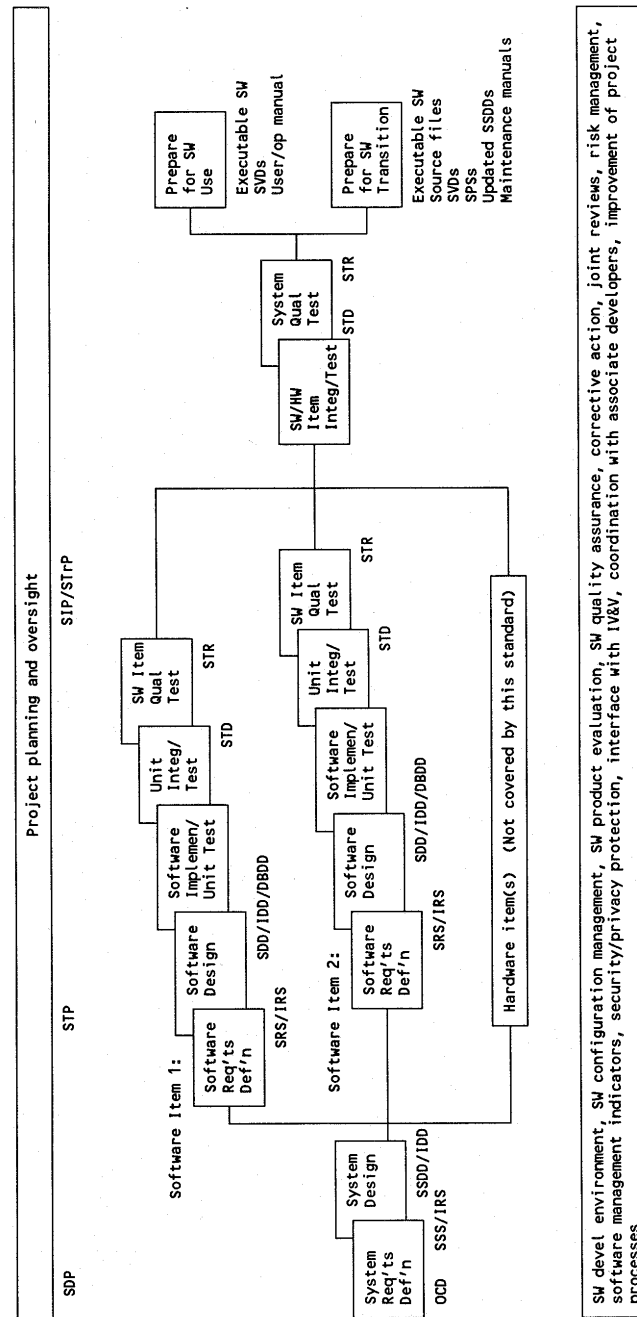 Project planning and oversight
SDP
STP
SIP/STrP
System
Req'ts
Def'n
OCD
System
Design
SSS/IRS
SSDD/IDD
Software Item 1:
Software
Req'ts
Def'n
SRS/IRS
Software
Design
SDD/IDD/DBDD
Software
Implemen/
Unit Test
Unit
Integ/
Test
STD
SW Item
Qual
Test
STR
Software Item 2:
Software
Req'ts
Def'n
SRS/IRS
Software
Design
SDD/IDD/DBDD
Software
Implemen/
Unit Test
Unit
Integ/
Test
STD
SW Item
Qual
Test
STR
Hardware item(s) (Not covered by this standard)
SW/HW
Item
Integ/Test
STD
System
Qual
Test
STR
Prepare
for SW
Use
Executable SW
SVDs
User/op manual
Prepare
for SW
Transition
Executable SW
Source files
SVDs
SPSs
Updated SSDDs
Maintenance manuals
SW devel environment, SW configuration management, SW product evaluation, SW quality assurance, corrective action, joint reviews, risk management,
software management indicators, security/privacy protection, interface with IV&V, coordination with associate developers, improvement of project
processes